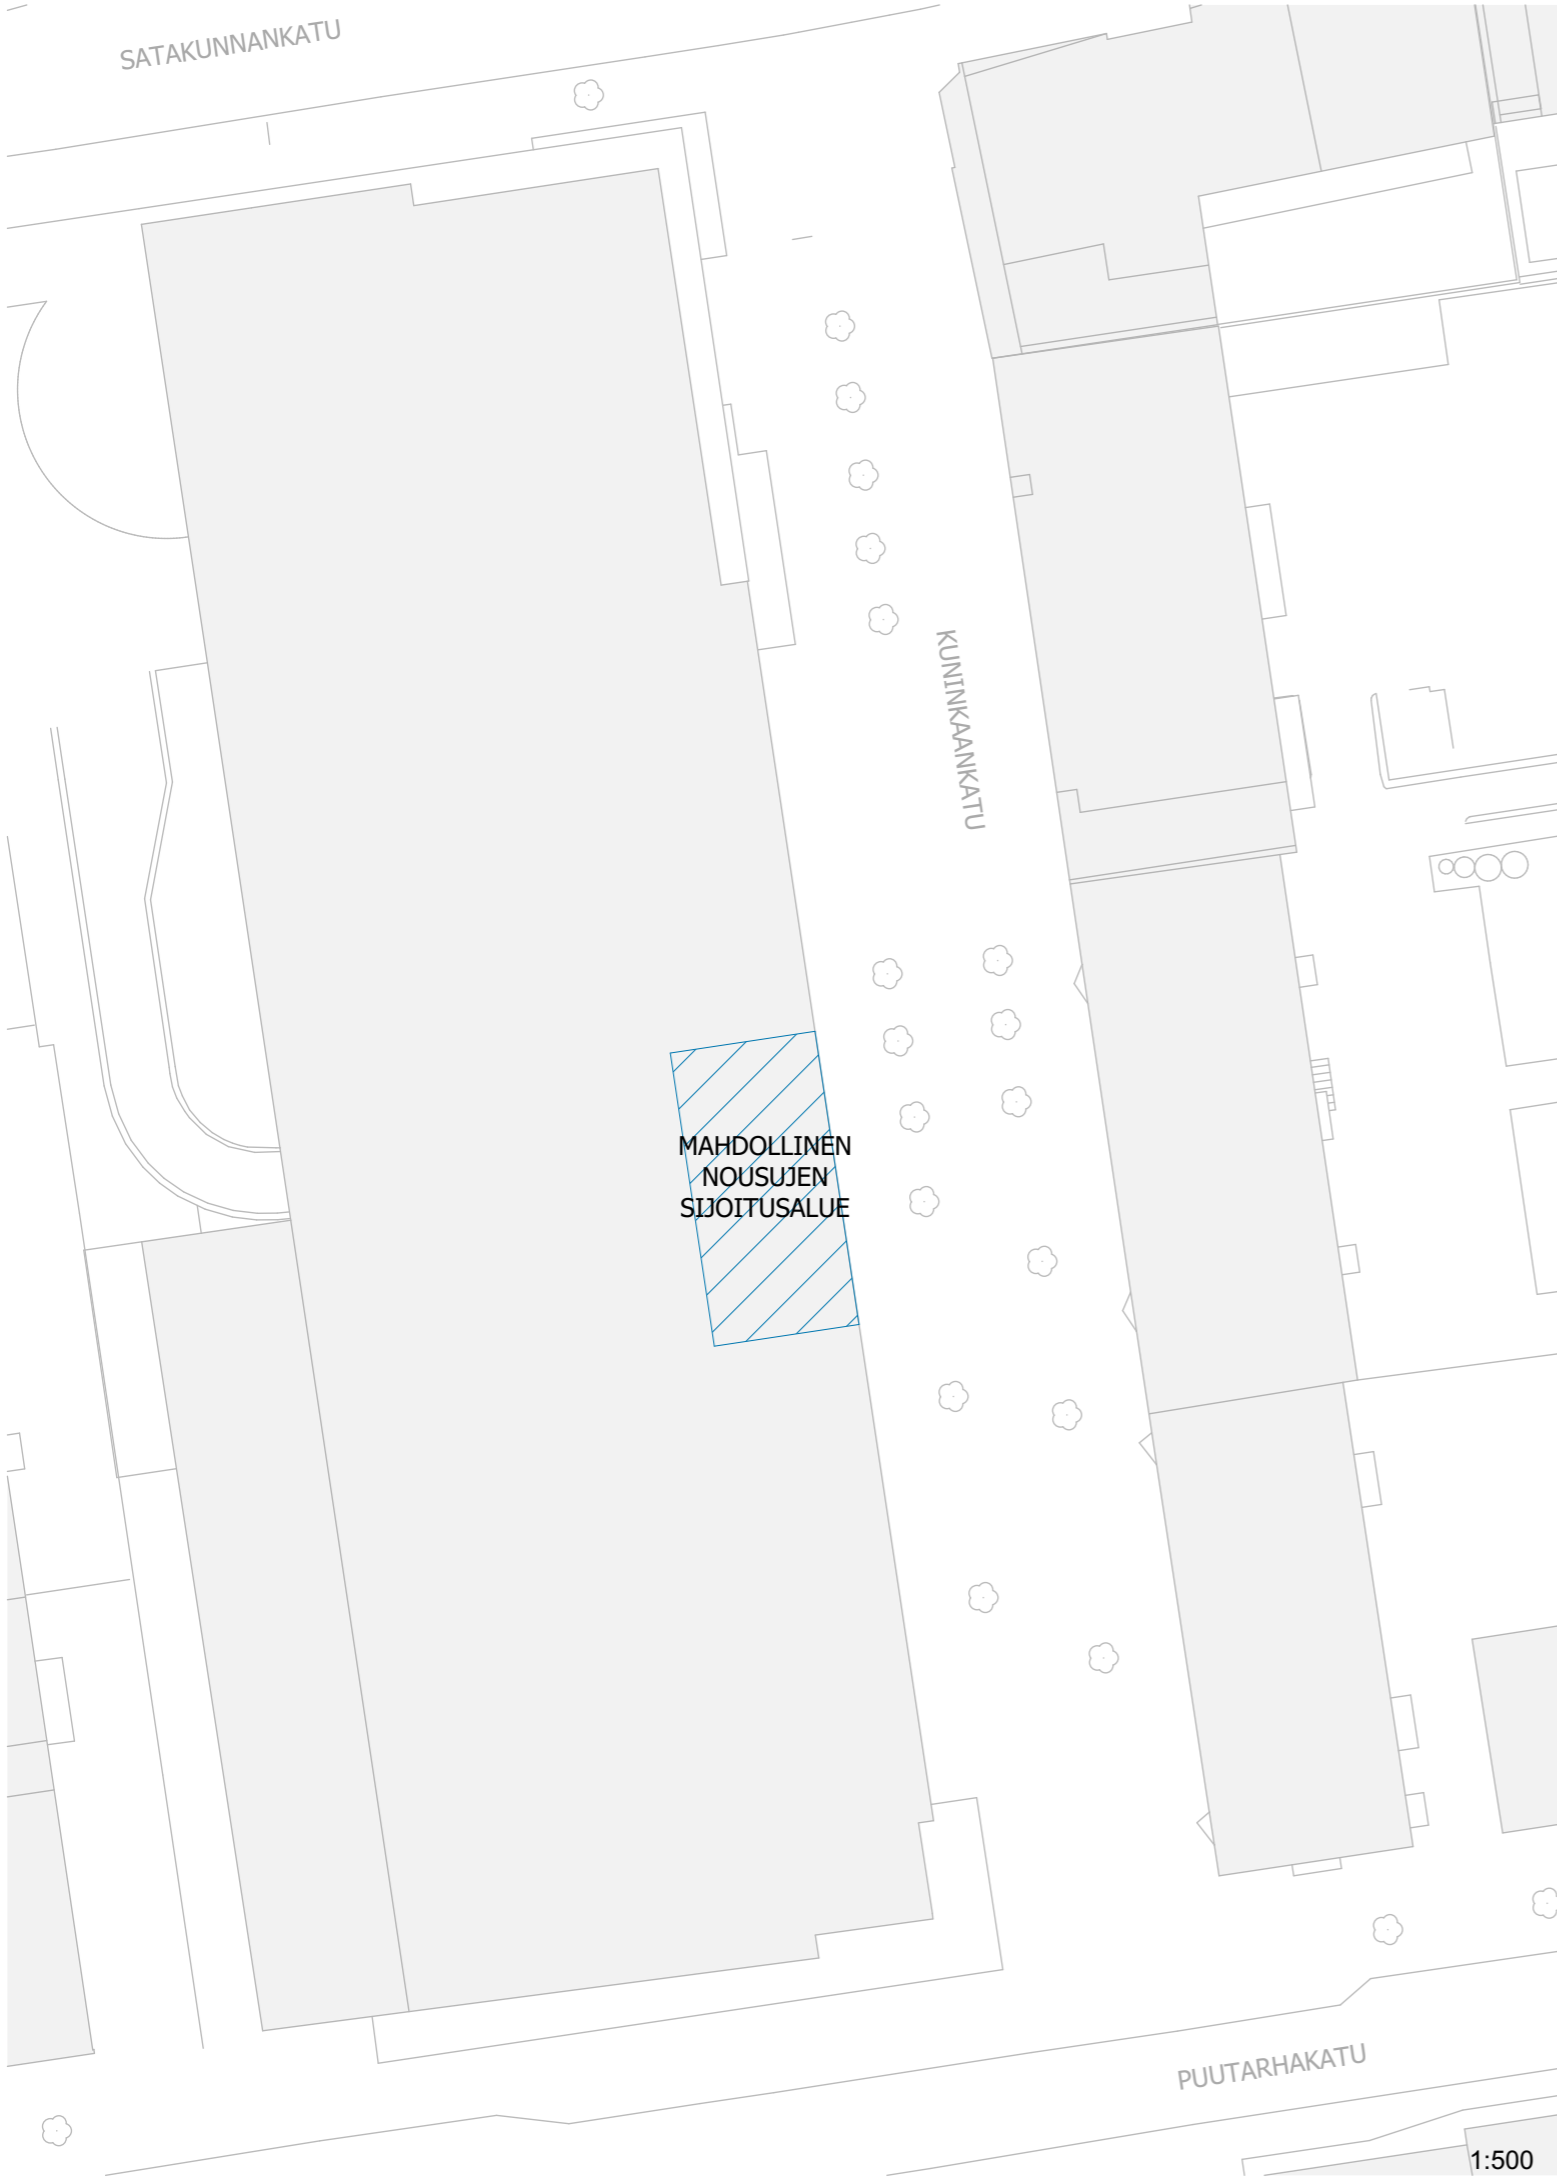 SATAKUNNANKATU
KUNINKAANKATU
MAHDOLLINEN
NOUSUJEN
SIJOITUSALUE
PUUTARHAKATU
1:500